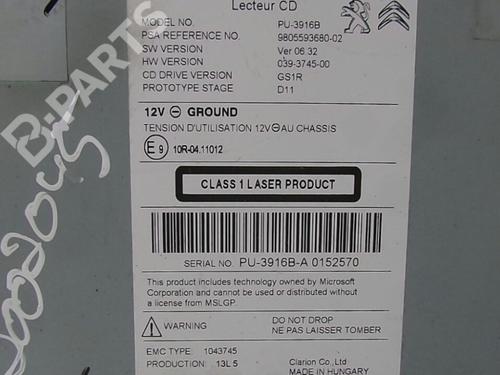 Lecteur CD
MODEL NO. PU-3916B
PSA REFERENCE NO. 9805593680-02
SW VERSION Ver 06.32
HW VERSION 039-3745-00
CD DRIVE VERSION GS1R
PROTOTYPE STAGE D11
12V ⊖ GROUND
TENSION D'UTILISATION 12V⊖AU CHASSIS
E 9 10R-04.11012
CLASS 1 LASER PRODUCT
SERIAL NO. PU-3916B-A 0152570
This product includes technology owned by Microsoft
Corporation and cannot be used or distributed
without a license from MSLGP.
WARNING DO NOT DROP
NE PAS LAISSER TOMBER
EMC TYPE: 1043745
PRODUCTION: 13L 5
Clarion Co.,Ltd
MADE IN HUNGARY
B-PARTS